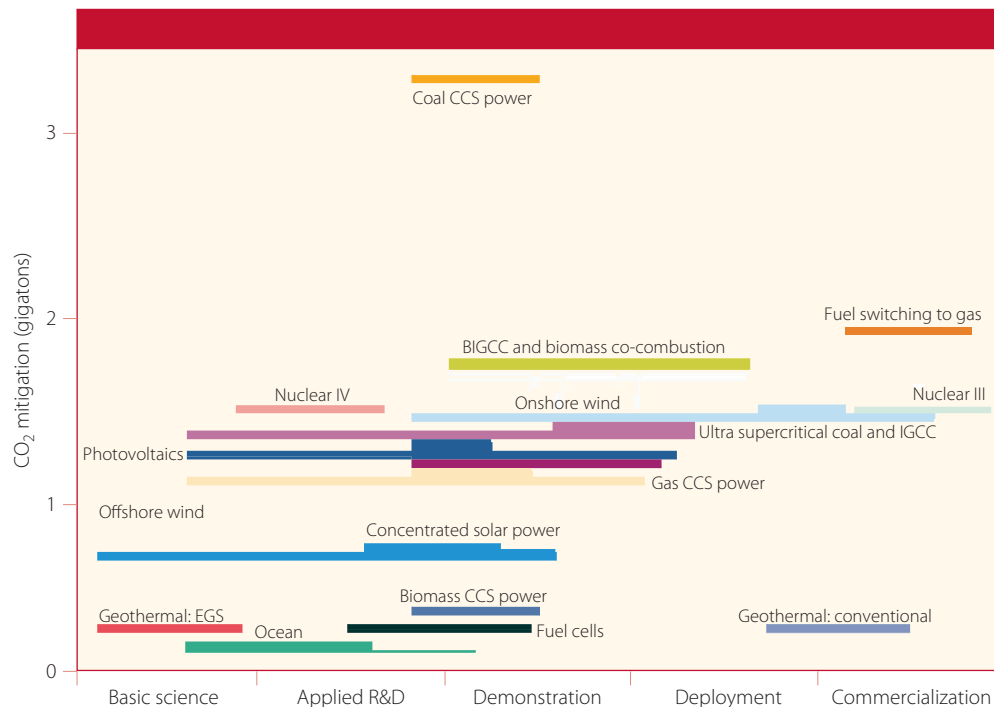 Coal CCS power
3
CO₂ mitigation (gigatons)
2
Fuel switching to gas
BIGCC and biomass co-combustion
Nuclear IV
Onshore wind
Nuclear III
Ultra supercritical coal and IGCC
Photovoltaics
Gas CCS power
1
Offshore wind
Concentrated solar power
Biomass CCS power
Geothermal: EGS
Geothermal: conventional
Ocean
Fuel cells
0
Basic science
Applied R&D
Demonstration
Deployment
Commercialization